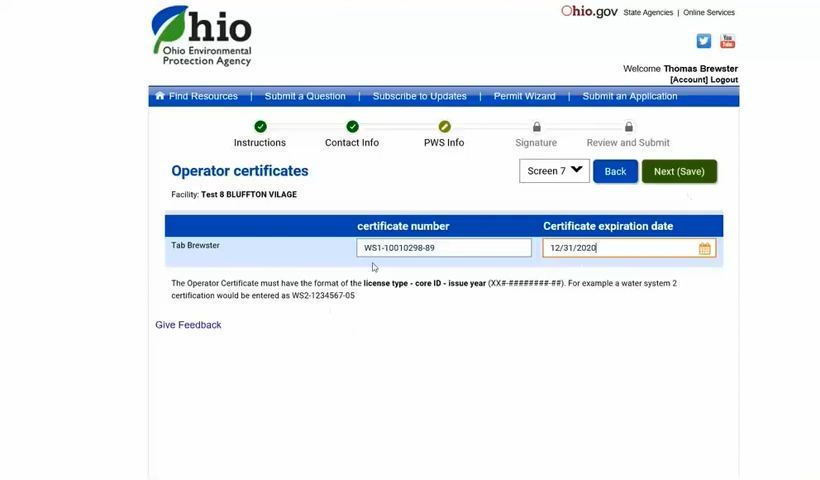 Ohio
Ohio Environmental
Protection Agency
Ohio.gov State Agencies | Online Services
You
Tube
Welcome Thomas Brewster
[Account] Logout
Find Resources | Submit a Question | Subscribe to Updates | Permit Wizard | Submit an Application
Instructions Contact Info PWS Info Signature Review and Submit
Operator certificates Screen 7 Back Next (Save)
Facility: Test 8 BLUFFTON VILAGE
certificate number Certificate expiration date
Tab Brewster WS1-10010298-89 12/31/2020
The Operator Certificate must have the format of the license type - core ID - issue year (XX#-########-##). For example a water system 2
certification would be entered as WS2-1234567-05
Give Feedback